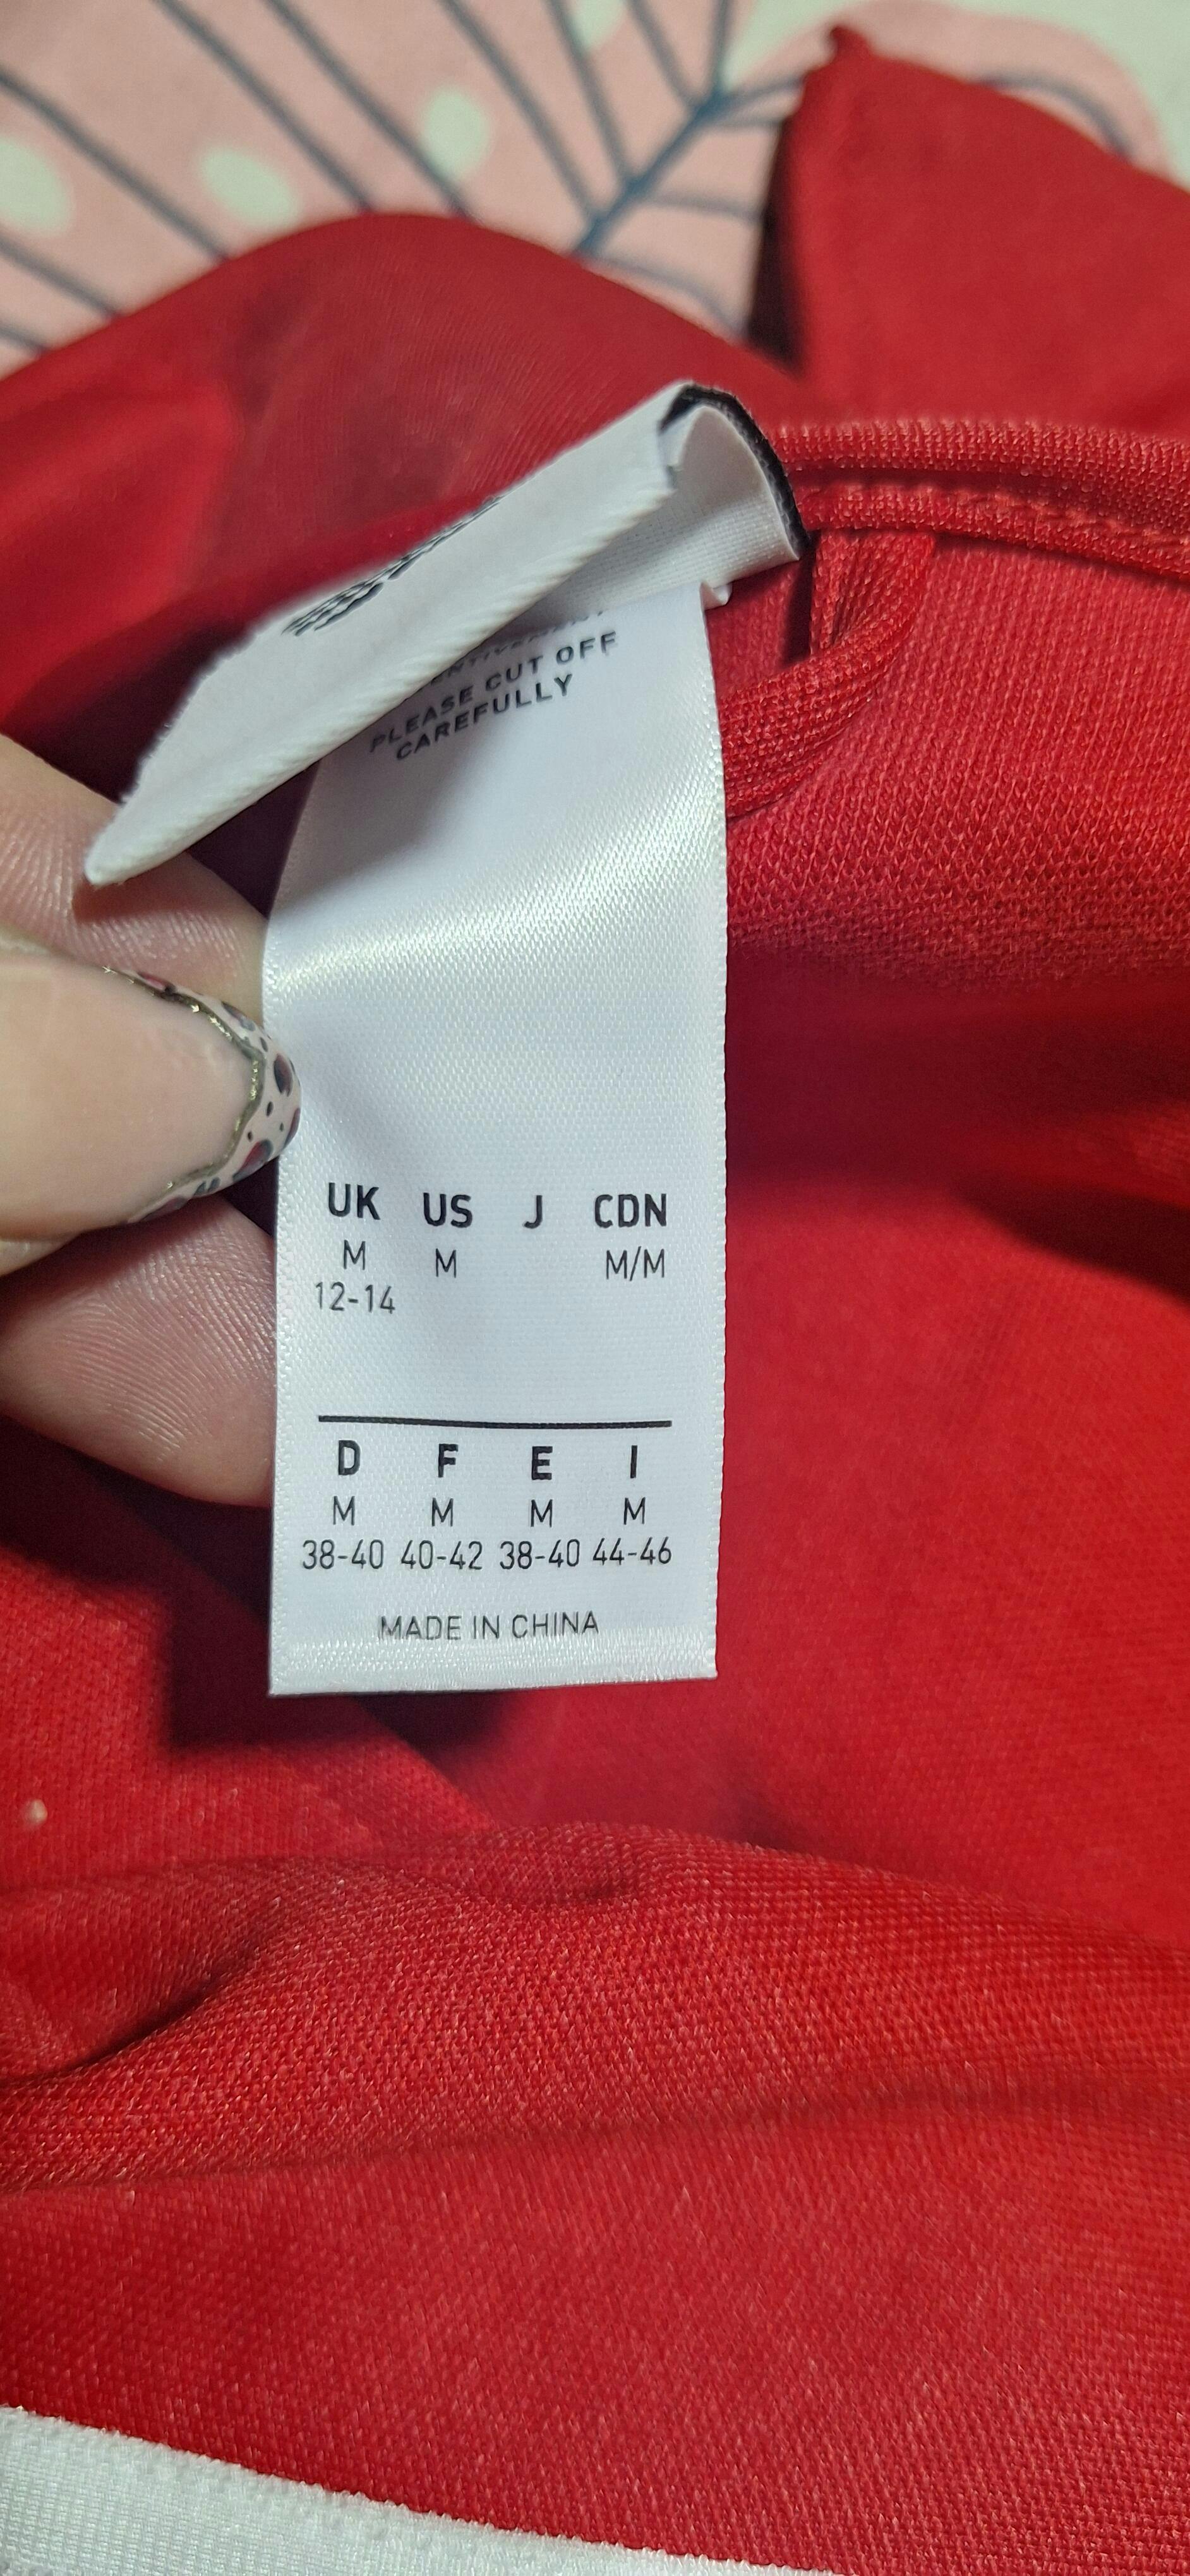 PLEASE CUT OFF
CAREFULLY
UK US J CDN
M M M/M
12-14
D F E I
M M M M
38-40 40-42 38-40 44-46
MADE IN CHINA